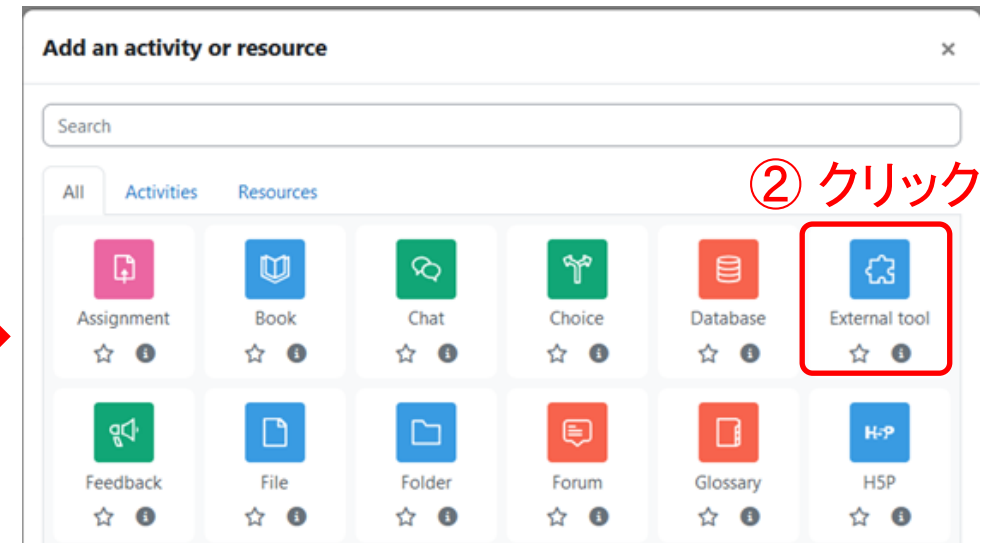 Add an activity or resource ×
Search
All Activities Resources
② クリック
Assignment Book Chat Choice Database External tool
Feedback File Folder Forum Glossary H5P